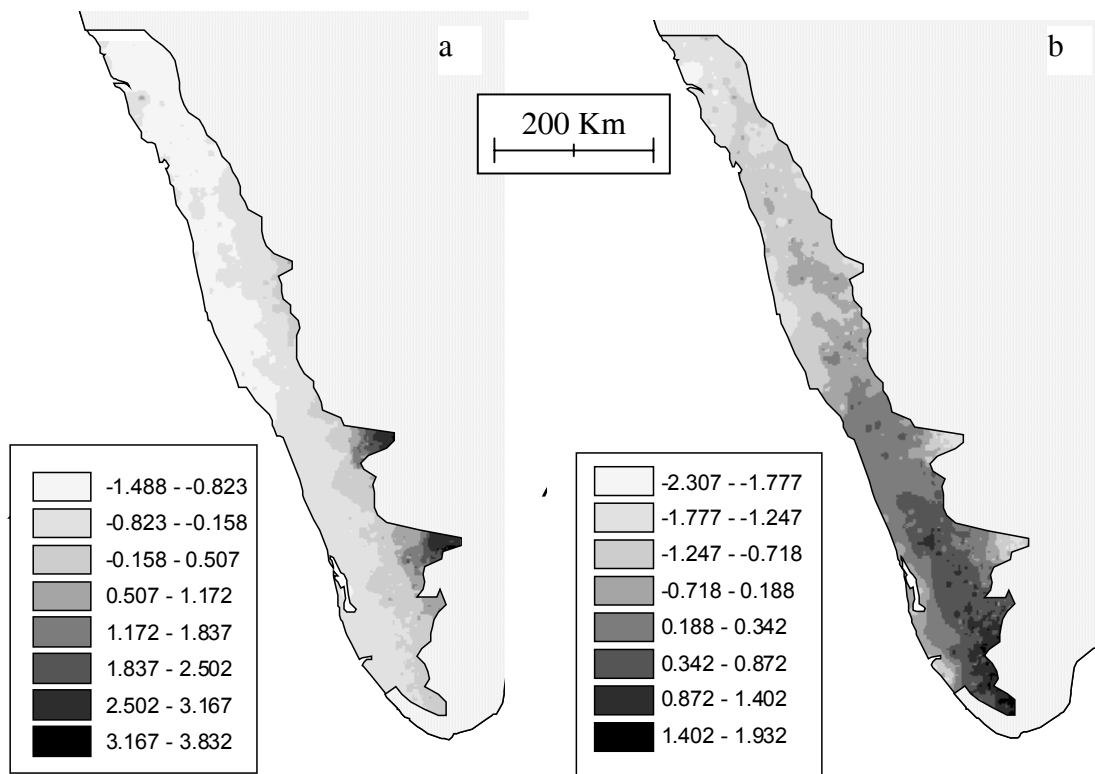 a
b
200 Km
-1.488 - -0.823
-0.823 - -0.158
-0.158 - 0.507
0.507 - 1.172
1.172 - 1.837
1.837 - 2.502
2.502 - 3.167
3.167 - 3.832
-2.307 - -1.777
-1.777 - -1.247
-1.247 - -0.718
-0.718 - 0.188
0.188 - 0.342
0.342 - 0.872
0.872 - 1.402
1.402 - 1.932